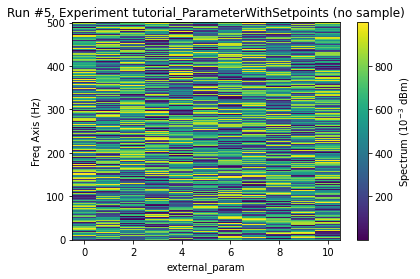 Run #5, Experiment tutorial_ParameterWithSetpoints (no sample)
500
400
300
200
100
0
Freq Axis (Hz)
0 2 4 6 8 10
external_param
800
600
400
200
Spectrum (10⁻³ dBm)